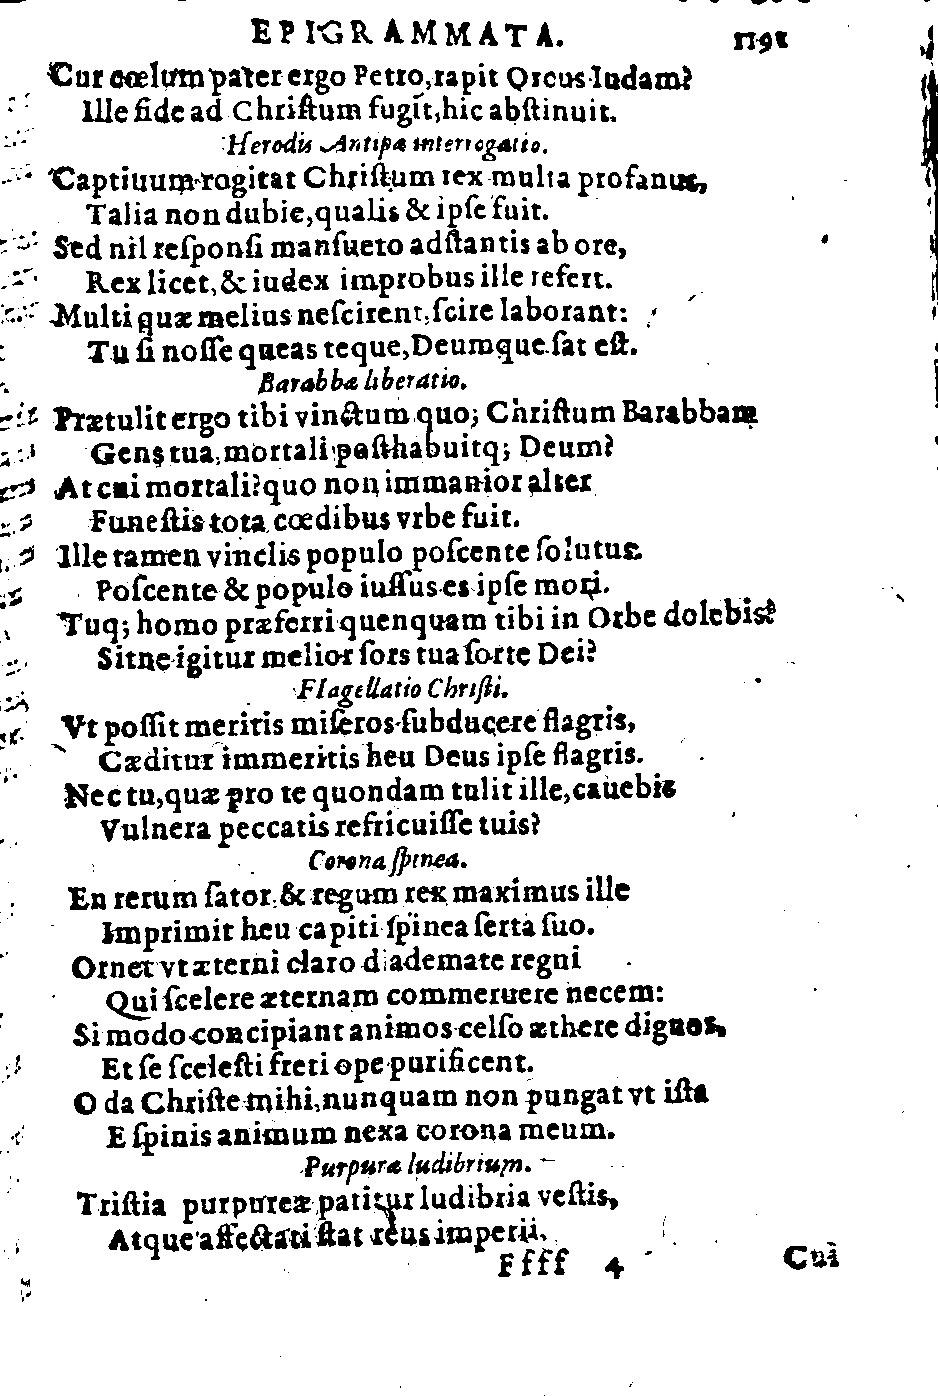 EPIGRAMMATA. 1191
Cur cœlum pater ergo Petro, rapit Orcus Iudam?
Ille fide ad Chriſtum fugit, hic abſtinuit.
Herodis Antipæ interrogatio.
Captiuum rogitat Chriſtum rex multa profanus,
Talia non dubie, qualis & ipſe fuit.
Sed nil reſponſi manſueto adſtantis ab ore,
Rex licet, & iudex improbus ille refert.
Multi quæ melius neſcirent, ſcire laborant:
Tu ſi noſſe queas teque, Deumque ſat eſt.
Barabbæ liberatio.
Prætulit ergo tibi vinctum quoq; Chriſtum Barabbam
Gens tua, mortali poſthabuitq; Deum?
At cui mortali? quo non immanior alter
Funeſtis tota cœdibus vrbe fuit.
Ille tamen vinclis populo poſcente ſolutus
Poſcente & populo iuſſus es ipſe mori.
Tuq; homo præferri quenquam tibi in Orbe dolebis?
Sitne igitur melior ſors tua ſorte Dei?
Flagellatio Chriſti.
Vt poſſit meritis miſeros ſubducere flagris,
Cæditur immeritis heu Deus ipſe flagris.
Nec tu, quæ pro te quondam tulit ille, cauebis
Vulnera peccatis refricuiſſe tuis?
Corona ſpinea.
En rerum ſator & regum rex maximus ille
Imprimit heu capiti ſpinea ſerta ſuo.
Ornet vt æterni claro diademate regni
Qui ſcelere æternam commeruere necem:
Si modo concipiant animos celſo æthere dignos,
Et ſe ſceleſti freti ope purificent.
O da Chriſte mihi, nunquam non pungat vt iſta
E ſpinis animum nexa corona meum.
Purpuræ ludibrium.
Triſtia purpureæ patitur ludibria veſtis,
Atque affectati ſtat reus imperii.
Ffff 4 Cui